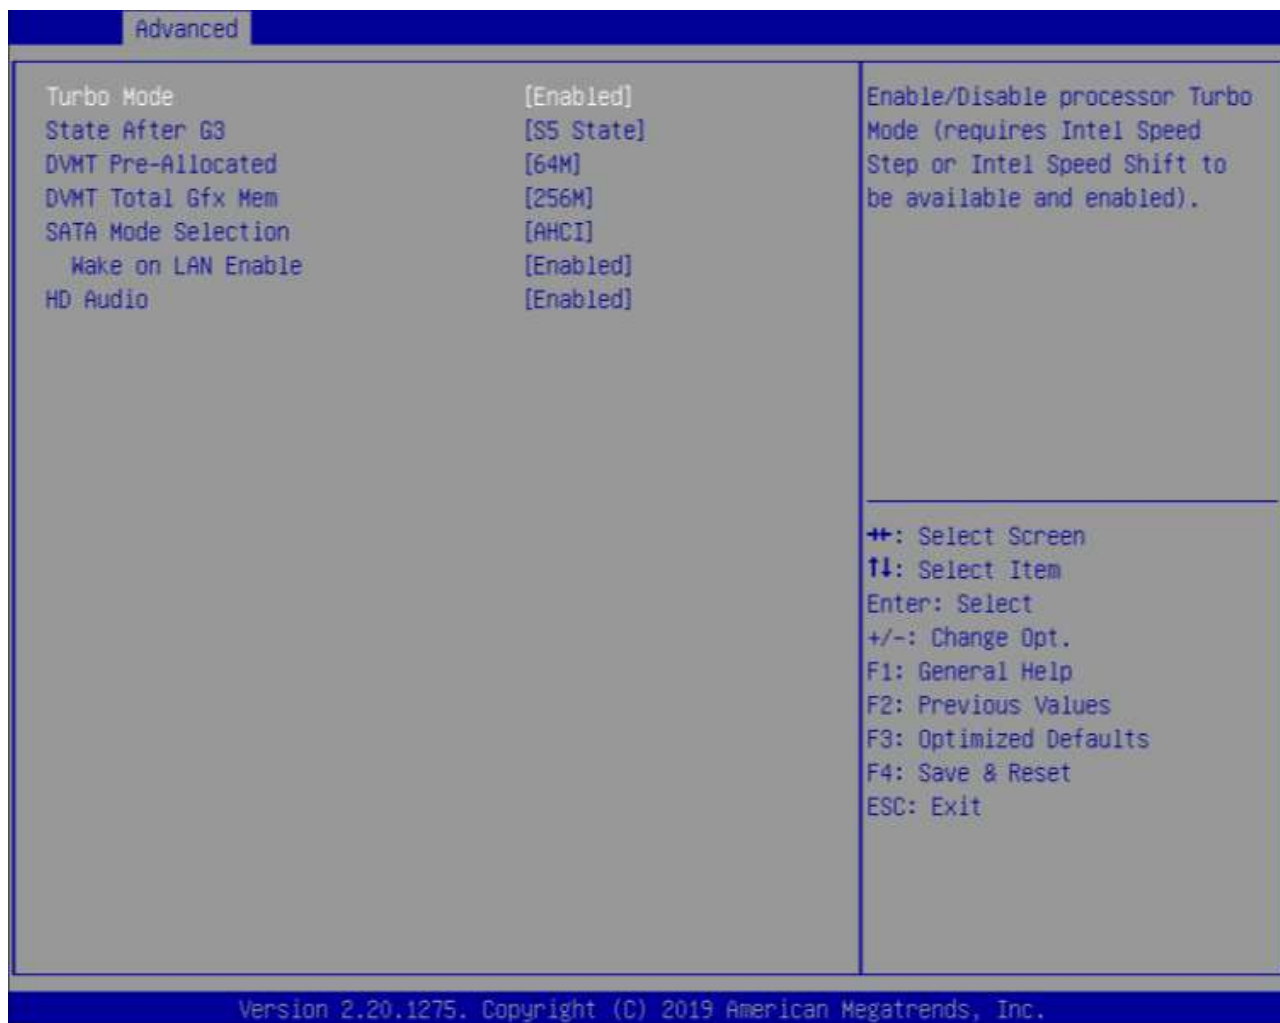 Advanced
Turbo Mode [Enabled]
State After G3 [S5 State]
DVMT Pre-Allocated [64M]
DVMT Total Gfx Mem [256M]
SATA Mode Selection [AHCI]
Wake on LAN Enable [Enabled]
HD Audio [Enabled]
Enable/Disable processor Turbo
Mode (requires Intel Speed
Step or Intel Speed Shift to
be available and enabled).
→←: Select Screen
↑↓: Select Item
Enter: Select
+/-: Change Opt.
F1: General Help
F2: Previous Values
F3: Optimized Defaults
F4: Save & Reset
ESC: Exit
Version 2.20.1275. Copyright (C) 2019 American Megatrends, Inc.